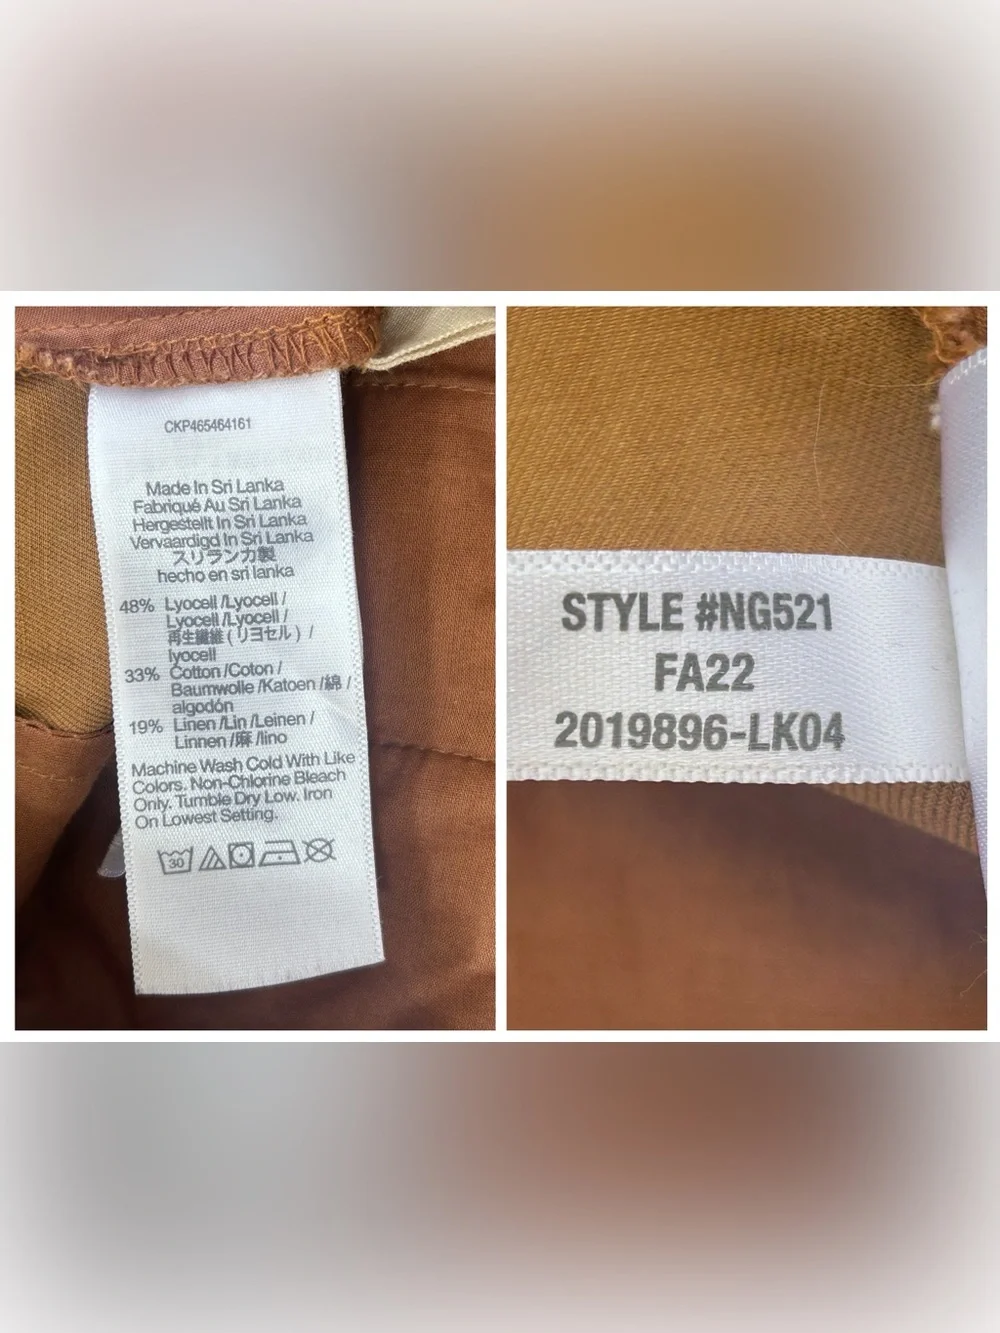 CKP465464161
Made In Sri Lanka
Fabriqué Au Sri Lanka
Hergestellt In Sri Lanka
Vervaardigd In Sri Lanka
スリランカ製
hecho en sri lanka
48% Lyocell /Lyocell /
Lyocell /Lyocell /
再生繊維 ( リヨセル ) /
lyocell
33% Cotton /Coton /
Baumwolle /Katoen /綿 /
algodón
19% Linen /Lin /Leinen /
Linnen /麻 /lino
Machine Wash Cold With Like
Colors. Non-Chlorine Bleach
Only. Tumble Dry Low. Iron
On Lowest Setting.
30
STYLE #NG521
FA22
2019896-LK04